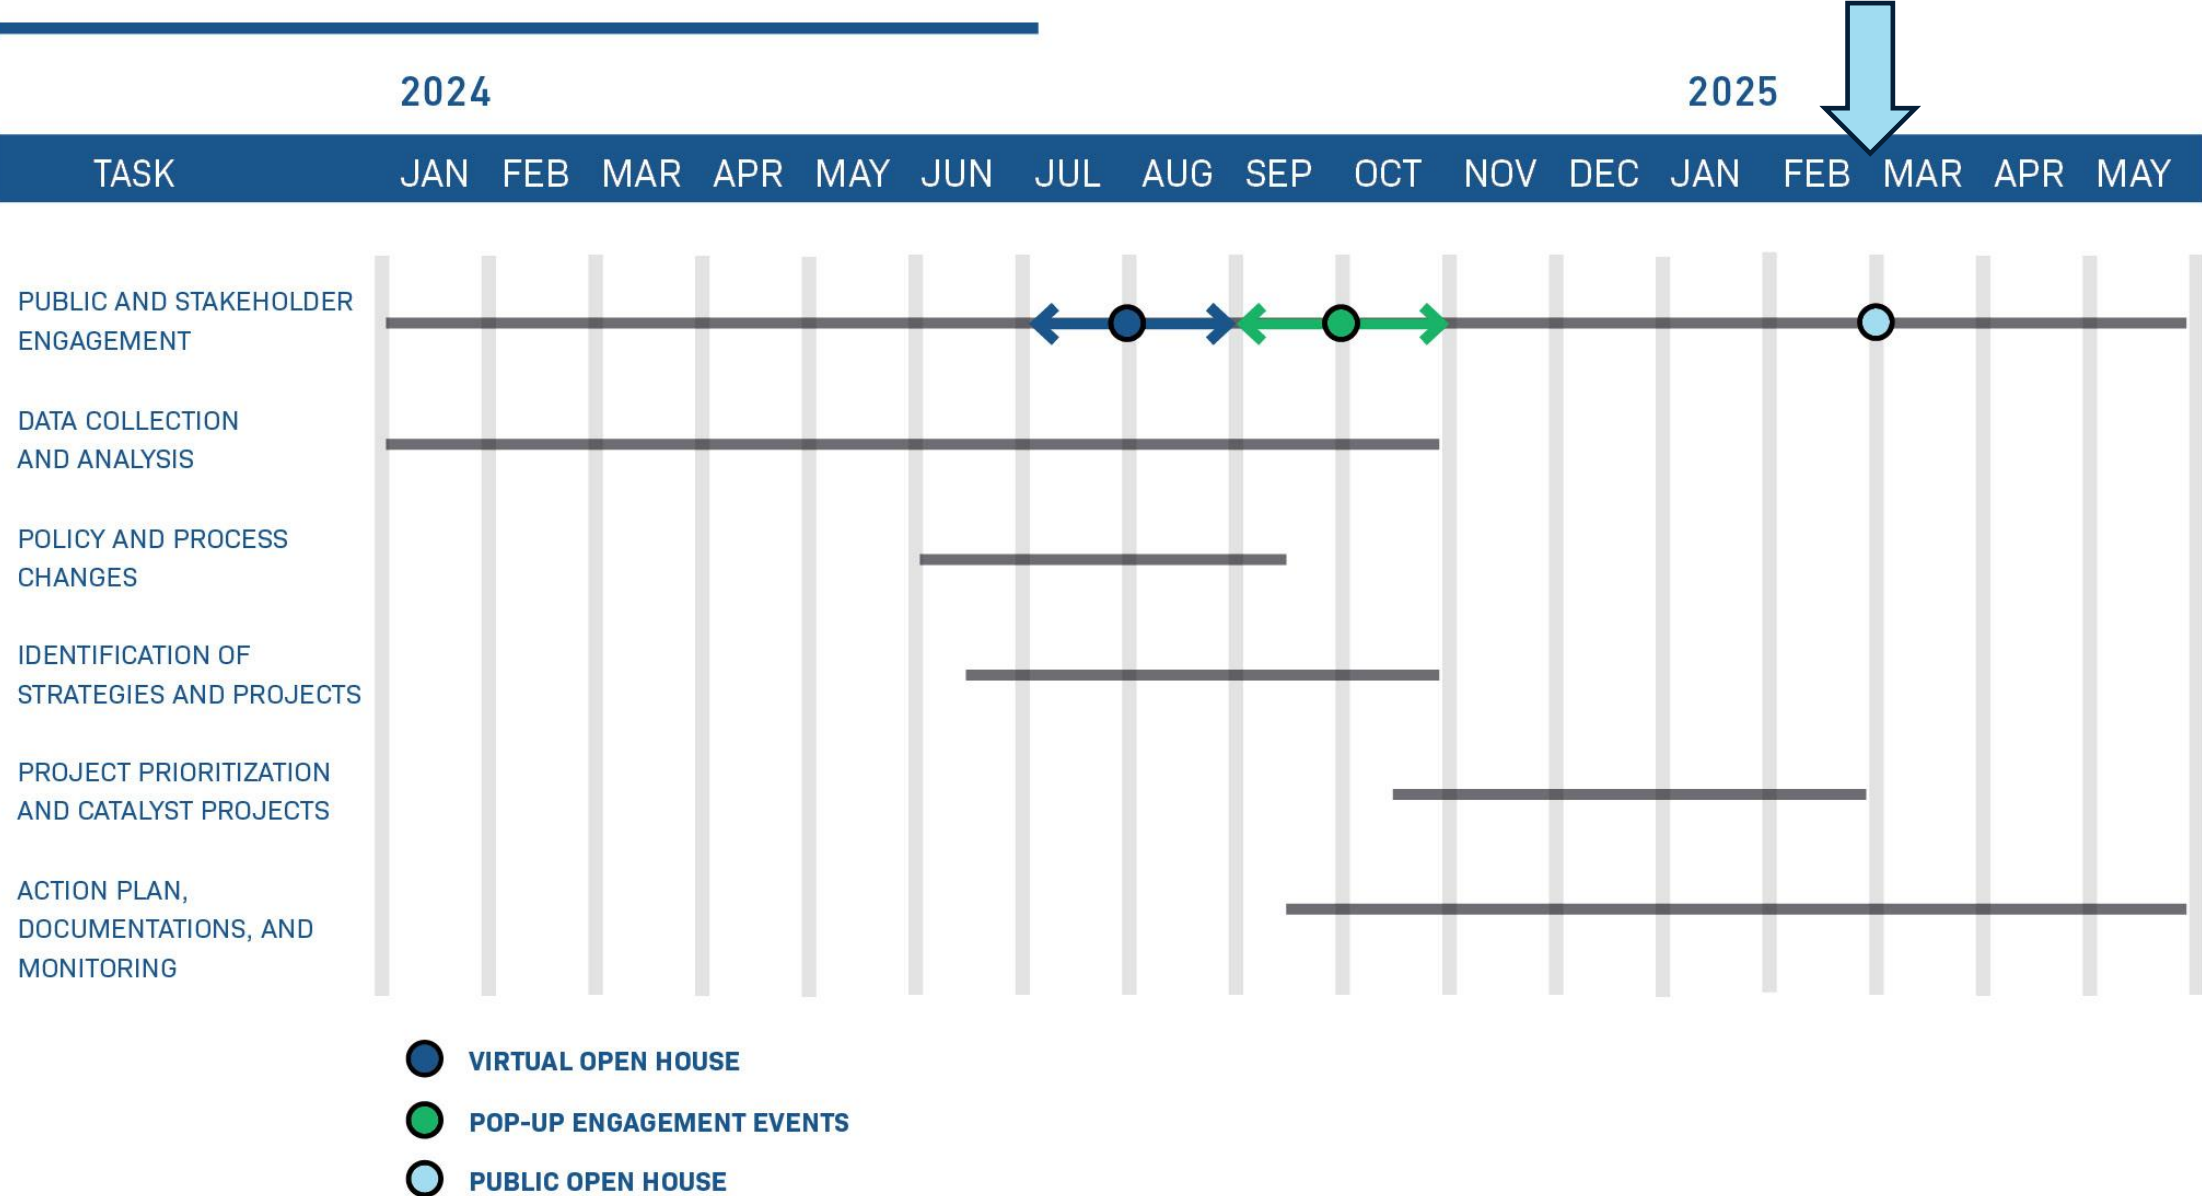 2024 2025
TASK JAN FEB MAR APR MAY JUN JUL AUG SEP OCT NOV DEC JAN FEB MAR APR MAY
PUBLIC AND STAKEHOLDER
ENGAGEMENT
DATA COLLECTION
AND ANALYSIS
POLICY AND PROCESS
CHANGES
IDENTIFICATION OF
STRATEGIES AND PROJECTS
PROJECT PRIORITIZATION
AND CATALYST PROJECTS
ACTION PLAN,
DOCUMENTATIONS, AND
MONITORING
VIRTUAL OPEN HOUSE
POP-UP ENGAGEMENT EVENTS
PUBLIC OPEN HOUSE